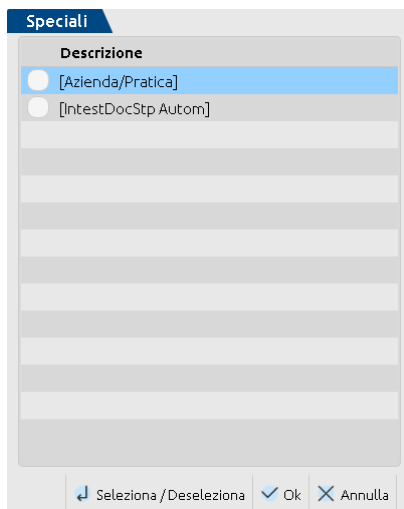 Speciali
Descrizione
[Azienda/Pratica]
[IntestDocStp Autom]
Seleziona / Deseleziona Ok Annulla